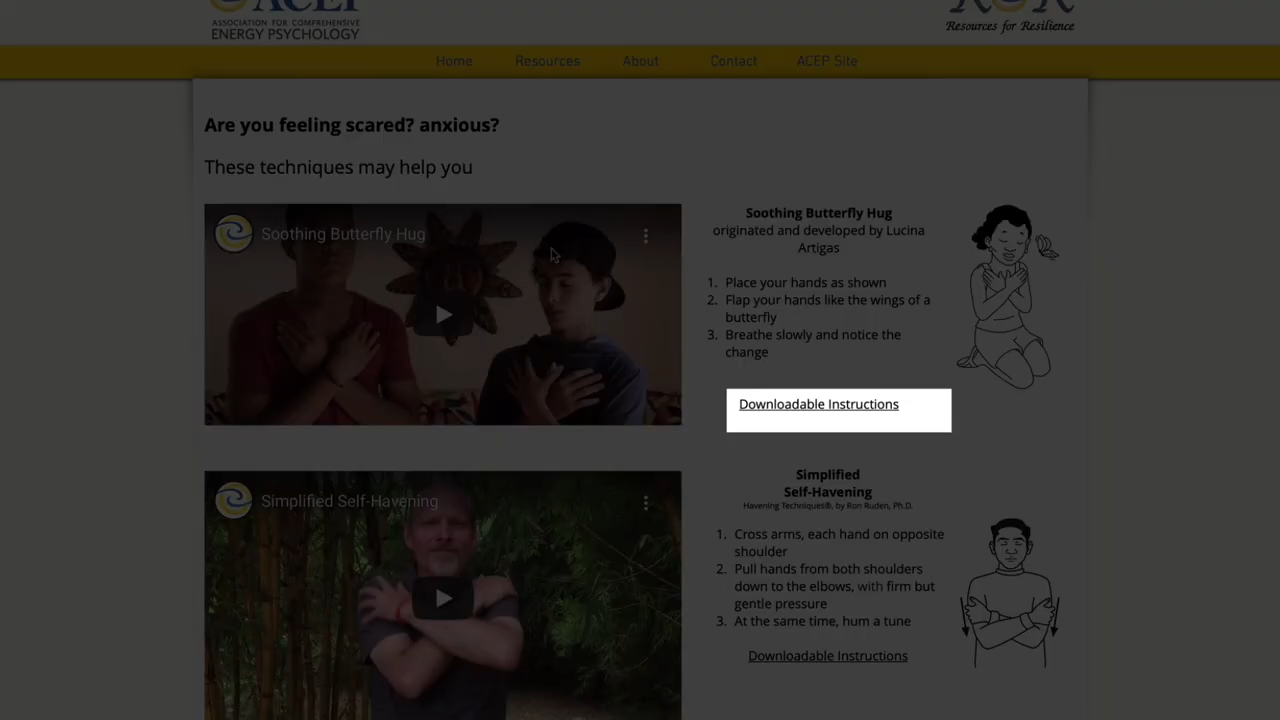 ACEP
ASSOCIATION FOR COMPREHENSIVE
ENERGY PSYCHOLOGY
Resources for Resilience
Home Resources About Contact ACEP Site
Are you feeling scared? anxious?
These techniques may help you
Soothing Butterfly Hug
Soothing Butterfly Hug
originated and developed by Lucina
Artigas
1. Place your hands as shown
2. Flap your hands like the wings of a
butterfly
3. Breathe slowly and notice the
change
Downloadable Instructions
Simplified Self-Havening
Simplified
Self-Havening
Havening Techniques®, by Ron Ruden, Ph.D.
1. Cross arms, each hand on opposite
shoulder
2. Pull hands from both shoulders
down to the elbows, with firm but
gentle pressure
3. At the same time, hum a tune
Downloadable Instructions